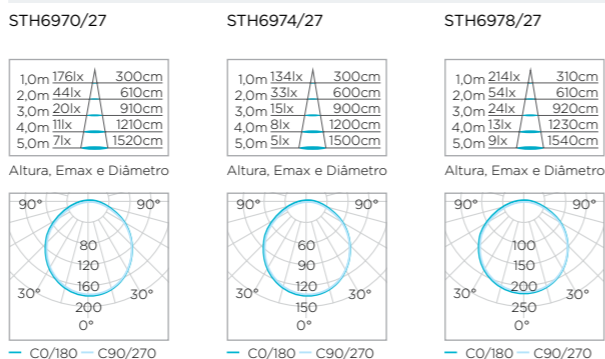 STH6970/27
1,0m 176lx 300cm
2,0m 44lx 610cm
3,0m 20lx 910cm
4,0m 11lx 1210cm
5,0m 7lx 1520cm
Altura, Emax e Diâmetro
90° 90°
80
120
30° 160 30°
200
0°
C0/180 C90/270
STH6974/27
1,0m 134lx 300cm
2,0m 33lx 600cm
3,0m 15lx 900cm
4,0m 8lx 1200cm
5,0m 5lx 1500cm
Altura, Emax e Diâmetro
90° 90°
60
90
30° 120 30°
150
0°
C0/180 C90/270
STH6978/27
1,0m 214lx 310cm
2,0m 54lx 610cm
3,0m 24lx 920cm
4,0m 13lx 1230cm
5,0m 9lx 1540cm
Altura, Emax e Diâmetro
90° 90°
100
150
30° 200 30°
250
0°
C0/180 C90/270